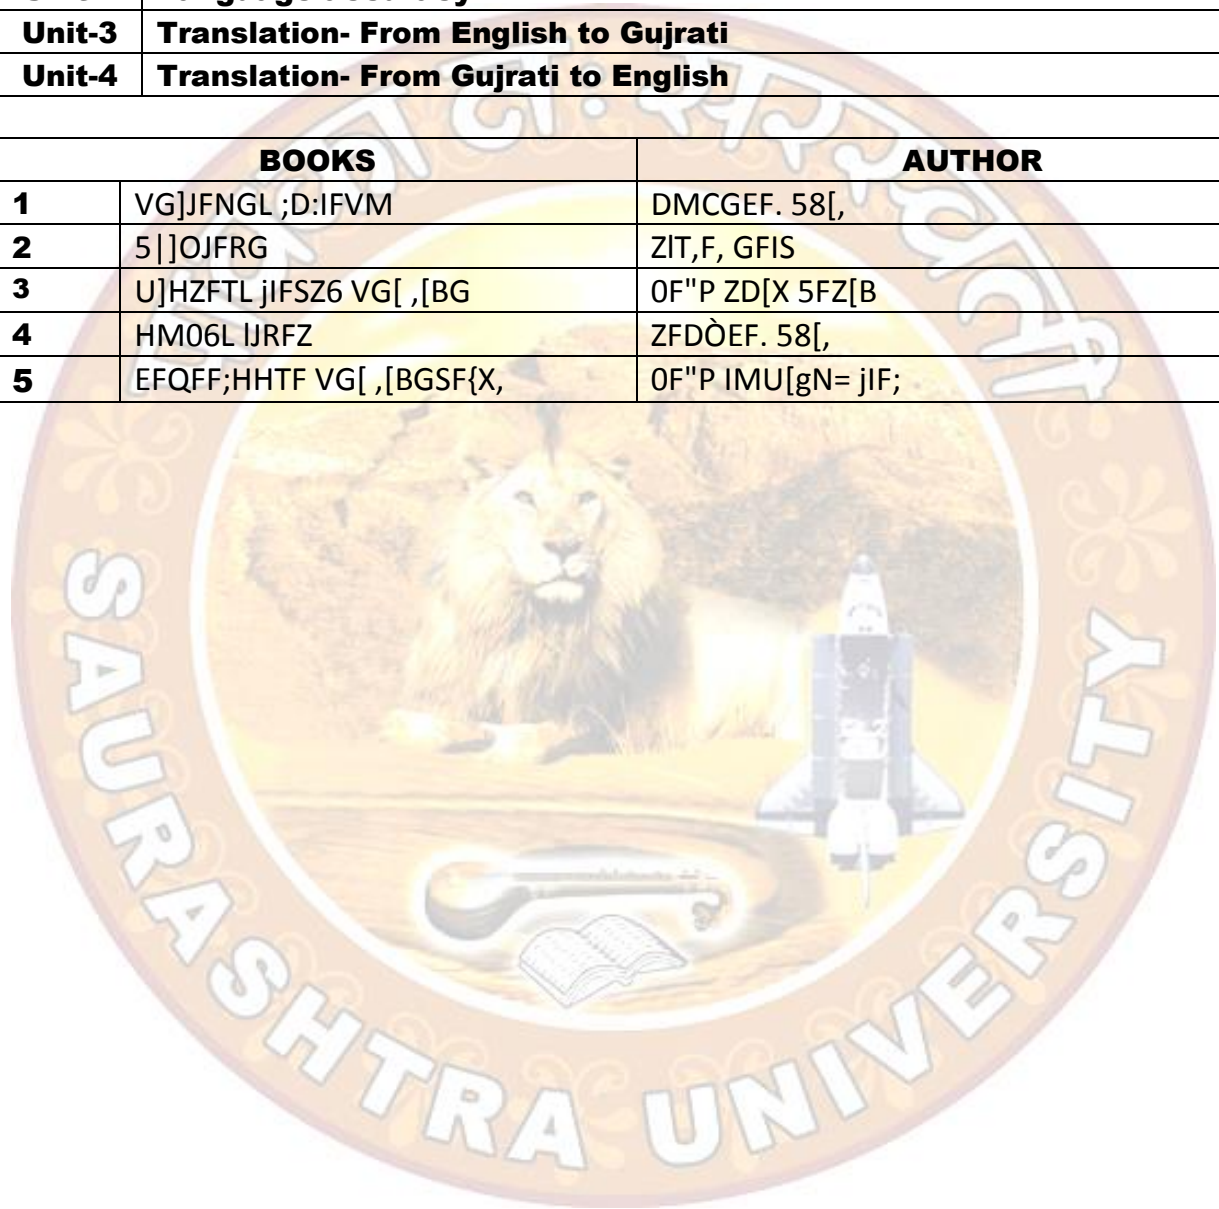 Unit-3 Translation- From English to Gujrati
Unit-4 Translation- From Gujrati to English
BOOKS AUTHOR
1 VG]JFNGL ;D:IFVM DMCGEF. 58[,
2 5|]OJFRG ZlT,F, GFIS
3 U]HZFTL jIFSZ6 VG[ ,[BG 0F"P ZD[X 5FZ[B
4 HM06L lJRFZ ZFDÒEF. 58[,
5 EFQFF;HHTF VG[ ,[BGSF{X, 0F"P IMU[gN= jIF;
SAURASHTRA UNIVERSITY